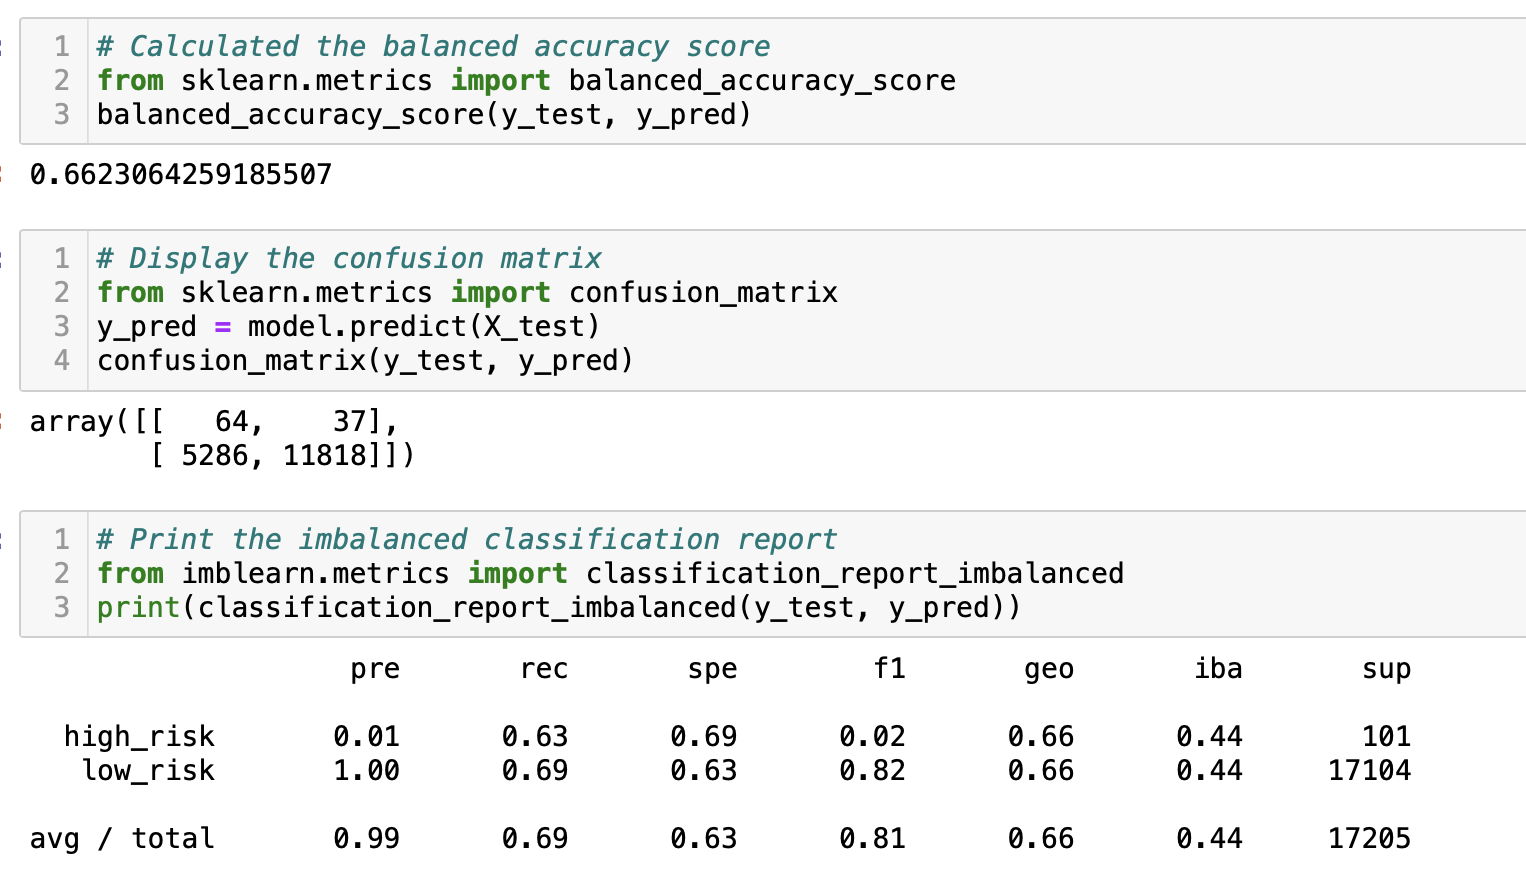 1 # Calculated the balanced accuracy score
2 from sklearn.metrics import balanced_accuracy_score
3 balanced_accuracy_score(y_test, y_pred)
0.6623064259185507
1 # Display the confusion matrix
2 from sklearn.metrics import confusion_matrix
3 y_pred = model.predict(X_test)
4 confusion_matrix(y_test, y_pred)
array([[   64,    37],
       [ 5286, 11818]])
1 # Print the imbalanced classification report
2 from imblearn.metrics import classification_report_imbalanced
3 print(classification_report_imbalanced(y_test, y_pred))
pre rec spe f1 geo iba sup
high_risk 0.01 0.63 0.69 0.02 0.66 0.44 101
low_risk 1.00 0.69 0.63 0.82 0.66 0.44 17104
avg / total 0.99 0.69 0.63 0.81 0.66 0.44 17205